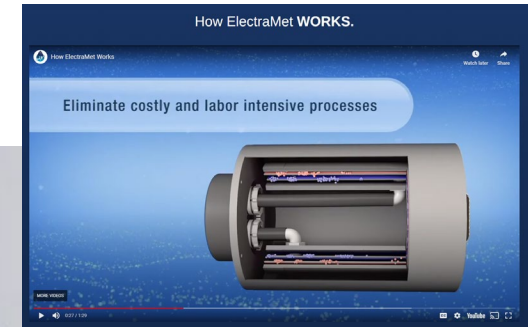 How ElectraMet WORKS.
How ElectraMet Works
Watch later
Share
Eliminate costly and labor intensive processes
MORE VIDEOS
0:27 / 1:29
YouTube